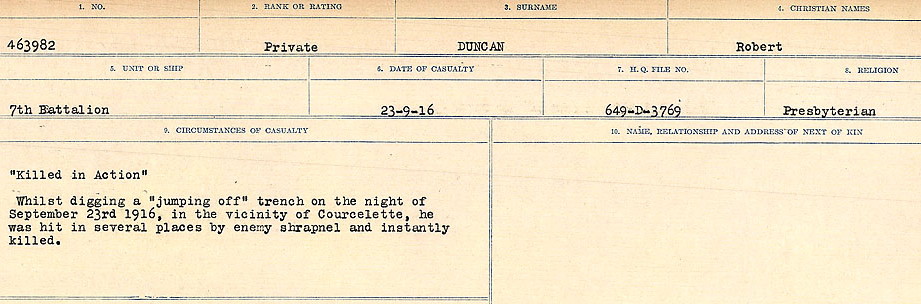 1. NO. 2. RANK OR RATING 3. SURNAME 4. CHRISTIAN NAMES
463982 Private DUNCAN Robert
5. UNIT OR SHIP 6. DATE OF CASUALTY 7. H. Q. FILE NO. 8. RELIGION
7th Battalion 23-9-16 649-D-3769 Presbyterian
9. CIRCUMSTANCES OF CASUALTY 10. NAME, RELATIONSHIP AND ADDRESS OF NEXT OF KIN
"Killed in Action"
Whilst digging a "jumping off" trench on the night of
September 23rd 1916, in the vicinity of Courcelette, he
was hit in several places by enemy shrapnel and instantly
killed.